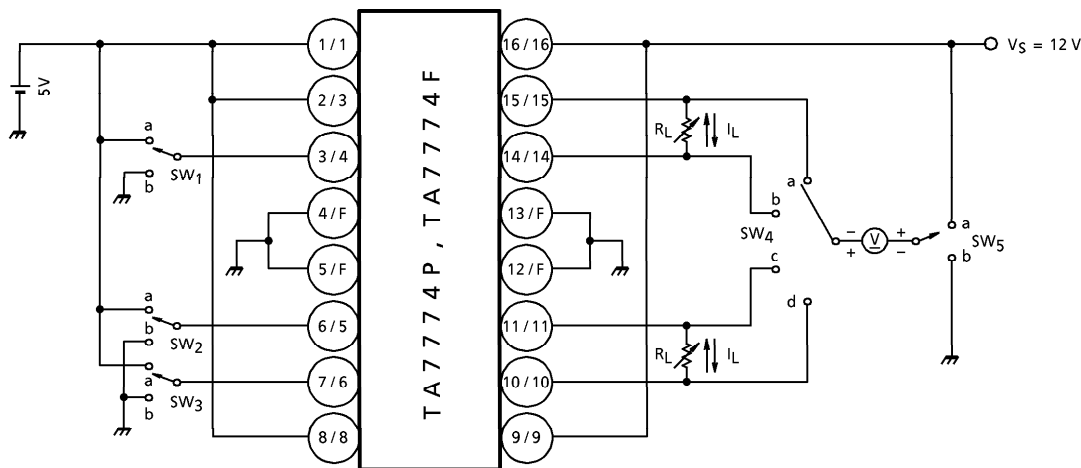 5V
a
b
SW1
a
b
SW2
a
b
SW3
1/1
2/3
3/4
4/F
5/F
6/5
7/6
8/8
TA7774P, TA7774F
16/16
15/15
14/14
13/F
12/F
11/11
10/10
9/9
RL
IL
RL
IL
VS = 12 V
a
b
SW4
c
d
− V +
+ −
a
SW5
b